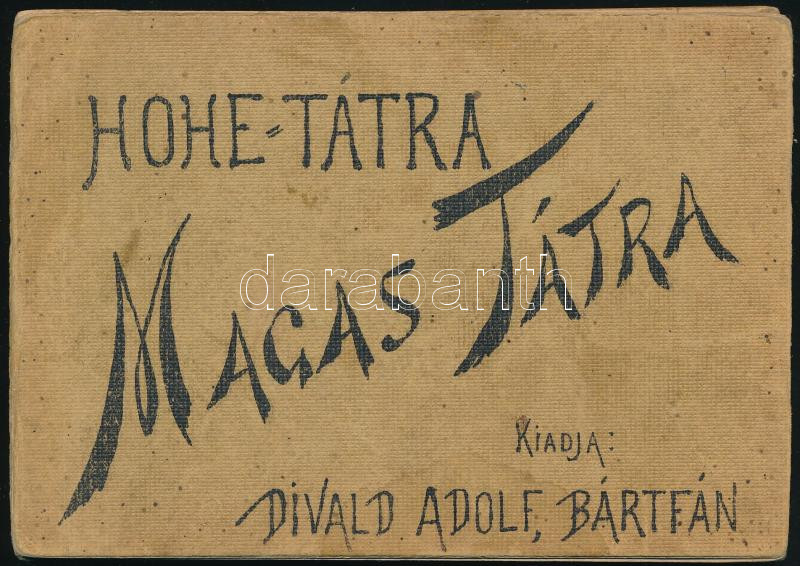 HOHE=TÁTRA
MAGAS TÁTRA
darabanth
KIADJA:
DIVALD ADOLF, BÁRTFÁN